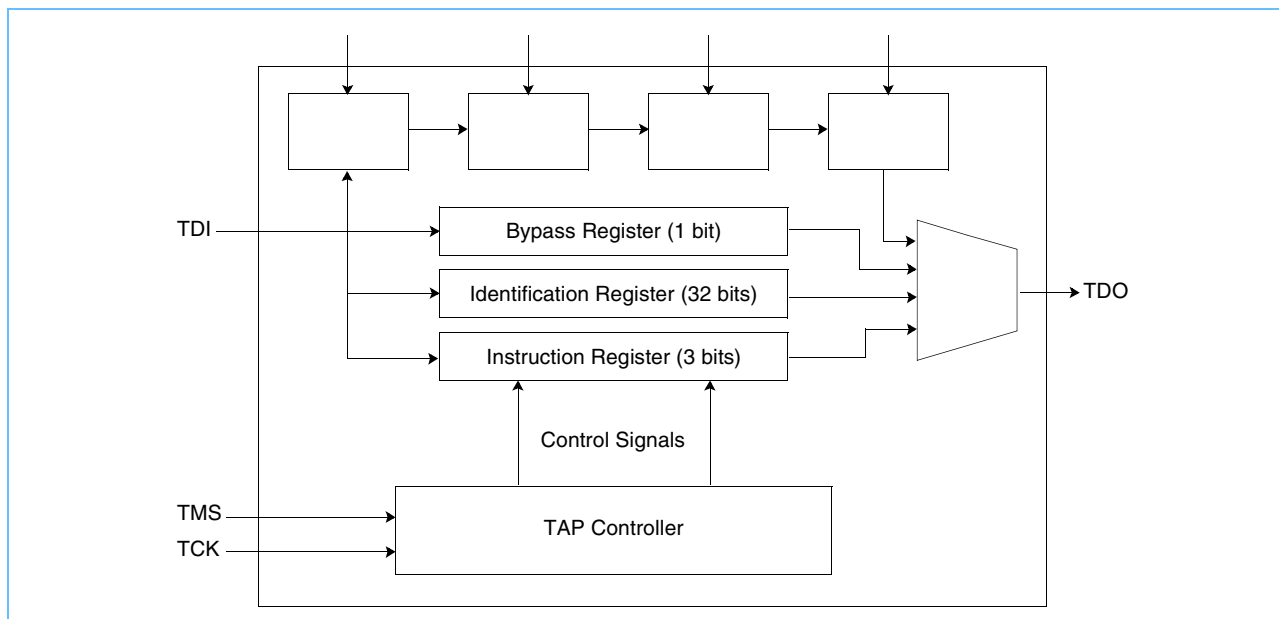 TDI
Bypass Register (1 bit)
Identification Register (32 bits)
TDO
Instruction Register (3 bits)
Control Signals
TMS
TAP Controller
TCK